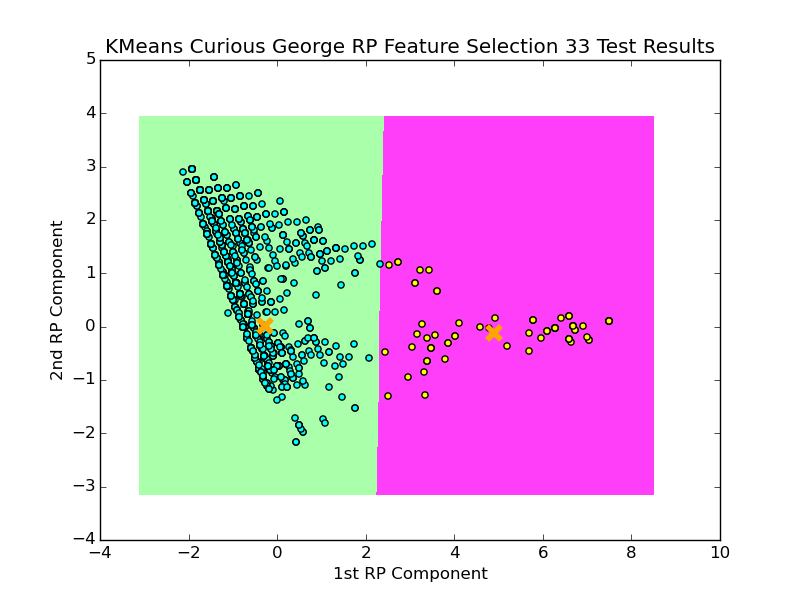 KMeans Curious George RP Feature Selection 33 Test Results
5
4
3
2
1
0
−1
−2
−3
−4
2nd RP Component
−4 −2 0 2 4 6 8 10
1st RP Component